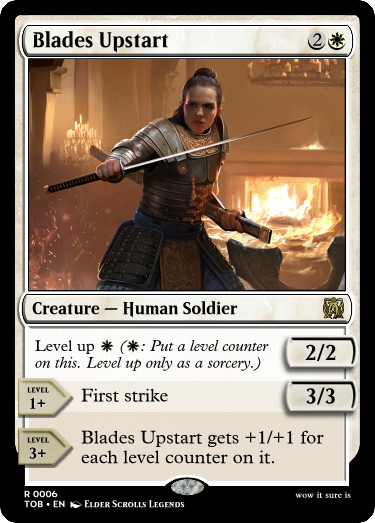 Blades Upstart 2
Creature — Human Soldier
Level up (: Put a level counter
on this. Level up only as a sorcery.)
2/2
LEVEL
1+
First strike
3/3
LEVEL
3+
Blades Upstart gets +1/+1 for
each level counter on it.
R 0006
TOB • EN Elder Scrolls Legends
wow it sure is